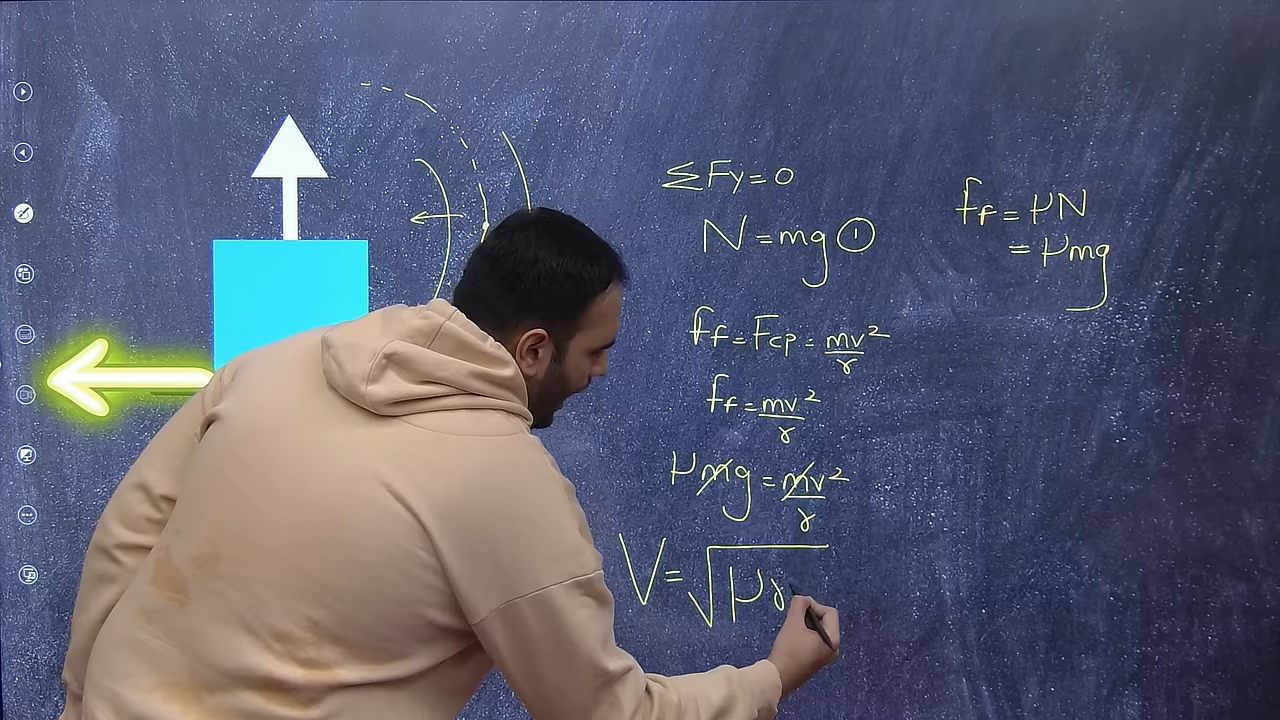 ΣFy = 0
N = mg ①
ff = μN
= μmg
ff = Fcp = mv²/r
ff = mv²/r
μmg = mv²/r
V = √μr